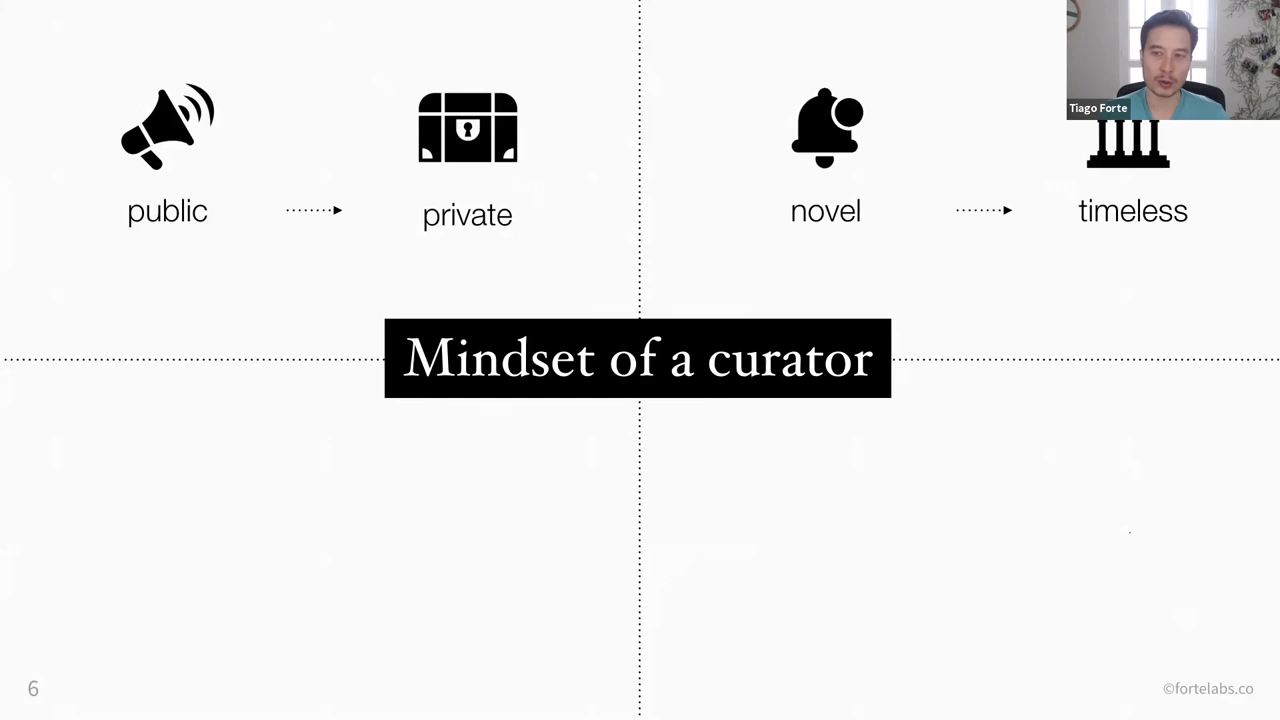 Tiago Forte
public
private
novel
timeless
Mindset of a curator
6
©fortelabs.co